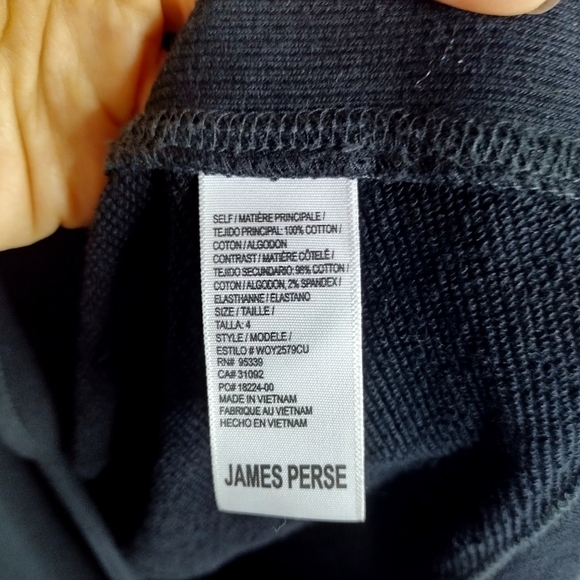 SELF / MATIÈRE PRINCIPALE /
TEJIDO PRINCIPAL: 100% COTTON /
COTON / ALGODON
CONTRAST / MATIÈRE CÔTELÉ /
TEJIDO SECUNDARIO: 98% COTTON /
COTON / ALGODON, 2% SPANDEX /
ELASTHANNE / ELASTANO
SIZE / TAILLE /
TALLA: 4
STYLE / MODELE /
ESTILO # WOY2579CU
RN# 95339
CA# 31092
PO# 18224-00
MADE IN VIETNAM
FABRIQUE AU VIETNAM
HECHO EN VIETNAM
JAMES PERSE